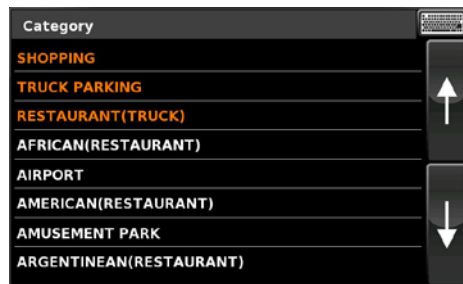 Category
SHOPPING
TRUCK PARKING
RESTAURANT(TRUCK)
AFRICAN(RESTAURANT)
AIRPORT
AMERICAN(RESTAURANT)
AMUSEMENT PARK
ARGENTINEAN(RESTAURANT)